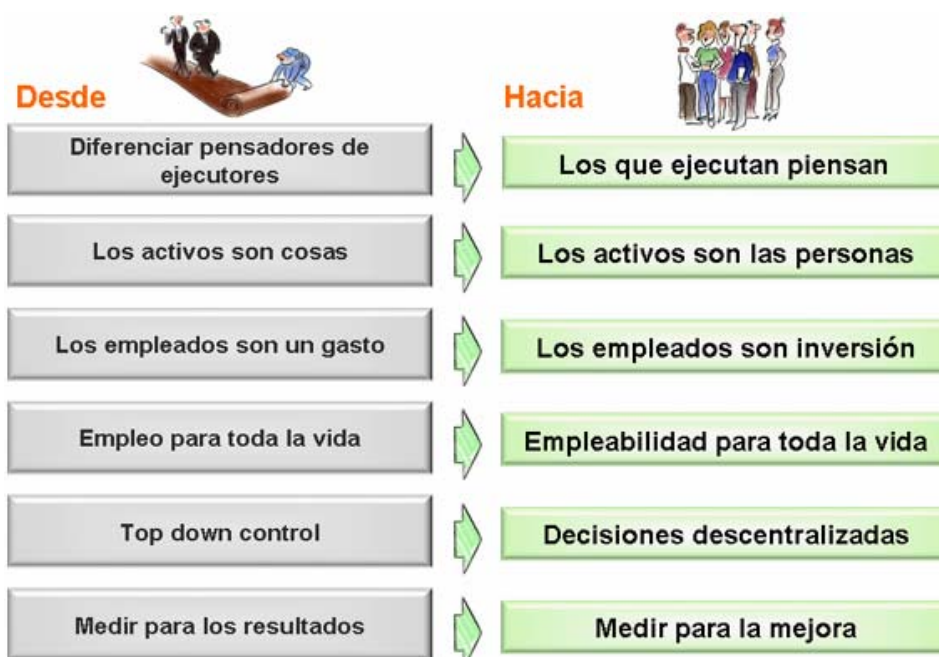 Desde
Hacia
Diferenciar pensadores de
ejecutores
Los que ejecutan piensan
Los activos son cosas
Los activos son las personas
Los empleados son un gasto
Los empleados son inversión
Empleo para toda la vida
Empleabilidad para toda la vida
Top down control
Decisiones descentralizadas
Medir para los resultados
Medir para la mejora